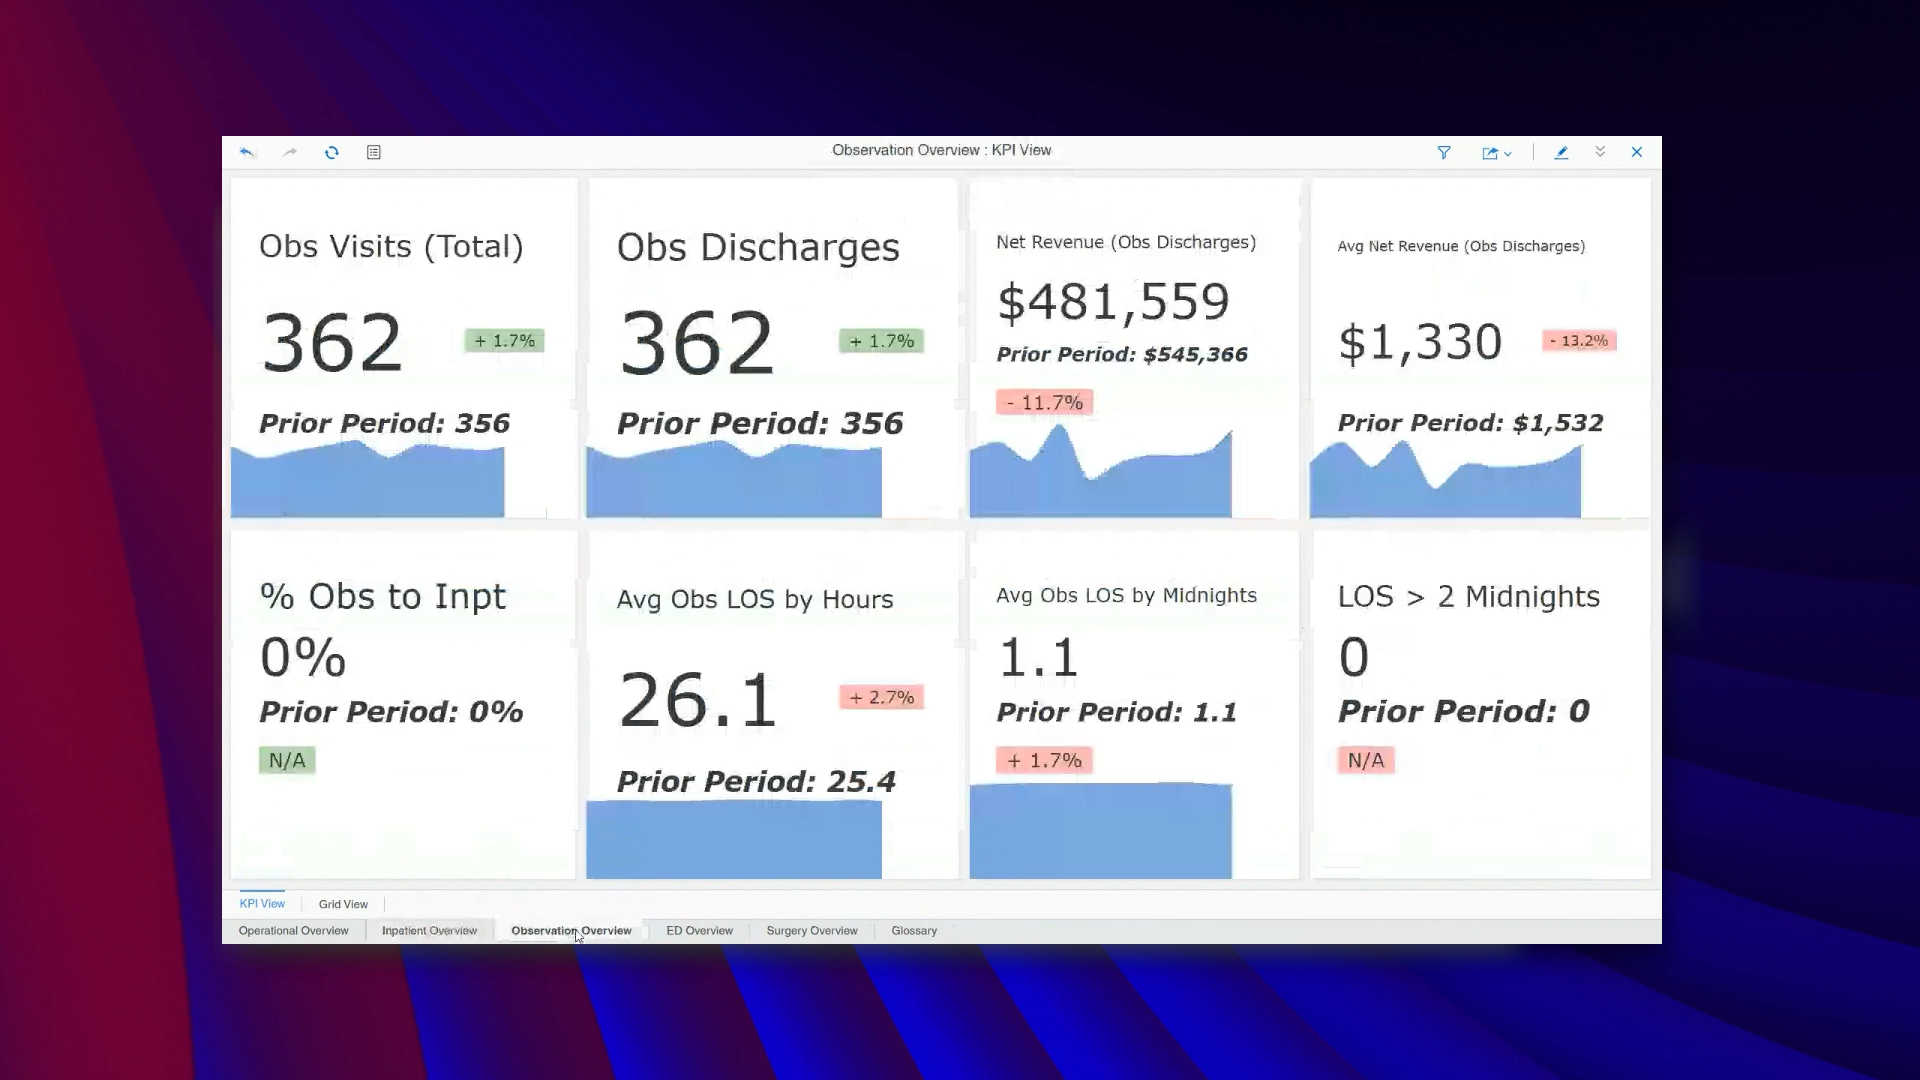 Observation Overview : KPI View
Obs Visits (Total)
362
+ 1.7%
Prior Period: 356
Obs Discharges
362
+ 1.7%
Prior Period: 356
Net Revenue (Obs Discharges)
$481,559
Prior Period: $545,366
- 11.7%
Avg Net Revenue (Obs Discharges)
$1,330
- 13.2%
Prior Period: $1,532
% Obs to Inpt
0%
Prior Period: 0%
N/A
Avg Obs LOS by Hours
26.1
+ 2.7%
Prior Period: 25.4
Avg Obs LOS by Midnights
1.1
Prior Period: 1.1
+ 1.7%
LOS > 2 Midnights
0
Prior Period: 0
N/A
KPI View
Grid View
Operational Overview
Inpatient Overview
Observation Overview
ED Overview
Surgery Overview
Glossary